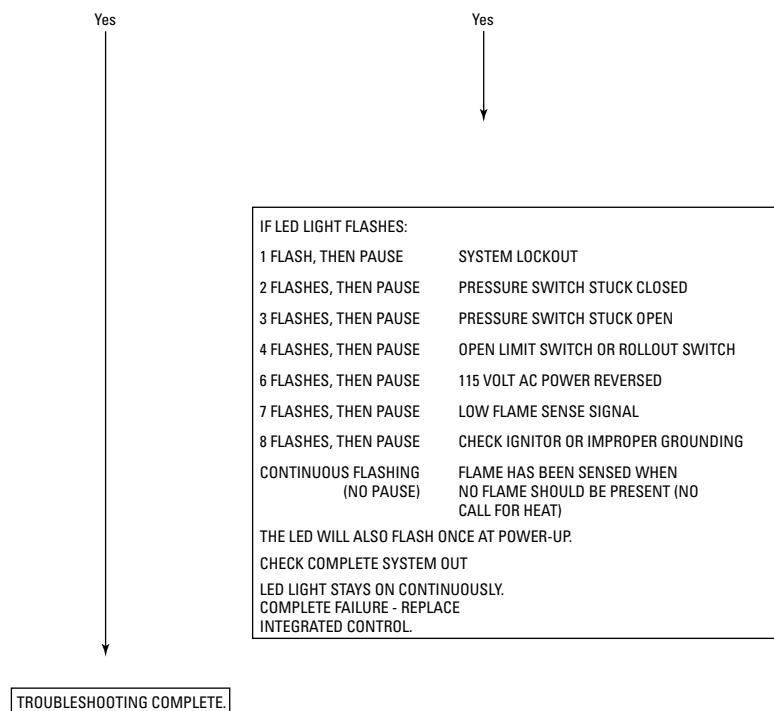 Yes
Yes
IF LED LIGHT FLASHES:
1 FLASH, THEN PAUSE SYSTEM LOCKOUT
2 FLASHES, THEN PAUSE PRESSURE SWITCH STUCK CLOSED
3 FLASHES, THEN PAUSE PRESSURE SWITCH STUCK OPEN
4 FLASHES, THEN PAUSE OPEN LIMIT SWITCH OR ROLLOUT SWITCH
6 FLASHES, THEN PAUSE 115 VOLT AC POWER REVERSED
7 FLASHES, THEN PAUSE LOW FLAME SENSE SIGNAL
8 FLASHES, THEN PAUSE CHECK IGNITOR OR IMPROPER GROUNDING
CONTINUOUS FLASHING FLAME HAS BEEN SENSED WHEN
(NO PAUSE) NO FLAME SHOULD BE PRESENT (NO
CALL FOR HEAT)
THE LED WILL ALSO FLASH ONCE AT POWER-UP.
CHECK COMPLETE SYSTEM OUT
LED LIGHT STAYS ON CONTINUOUSLY.
COMPLETE FAILURE - REPLACE
INTEGRATED CONTROL.
TROUBLESHOOTING COMPLETE.